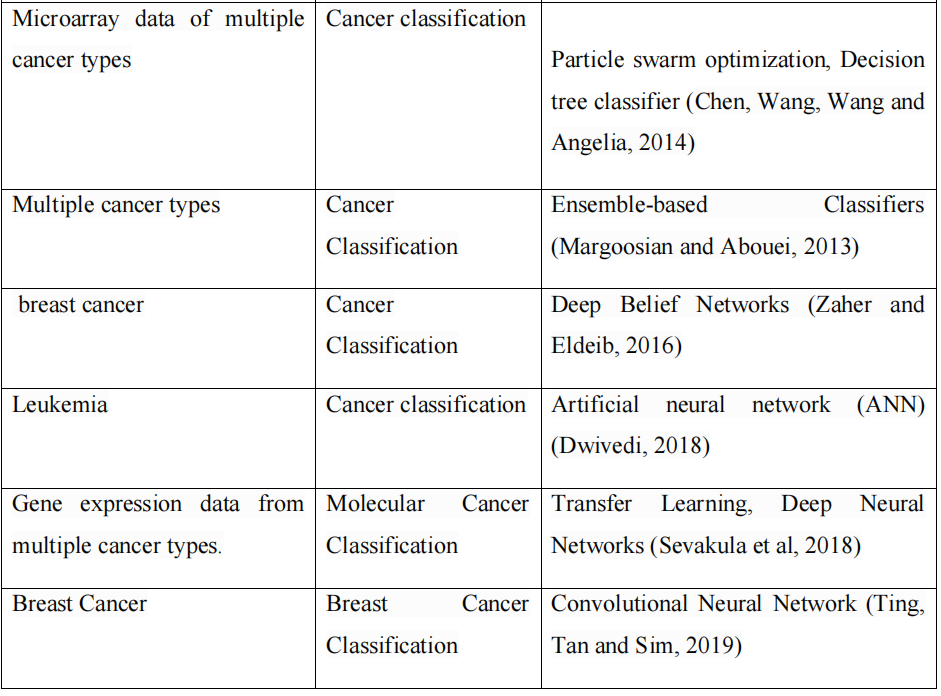 Microarray data of multiple
cancer types
Cancer classification
Particle swarm optimization, Decision
tree classifier (Chen, Wang, Wang and
Angelia, 2014)
Multiple cancer types
Cancer
Classification
Ensemble-based Classifiers
(Margoosian and Abouei, 2013)
breast cancer
Cancer
Classification
Deep Belief Networks (Zaher and
Eldeib, 2016)
Leukemia
Cancer classification
Artificial neural network (ANN)
(Dwivedi, 2018)
Gene expression data from
multiple cancer types.
Molecular Cancer
Classification
Transfer Learning, Deep Neural
Networks (Sevakula et al, 2018)
Breast Cancer
Breast Cancer
Classification
Convolutional Neural Network (Ting,
Tan and Sim, 2019)